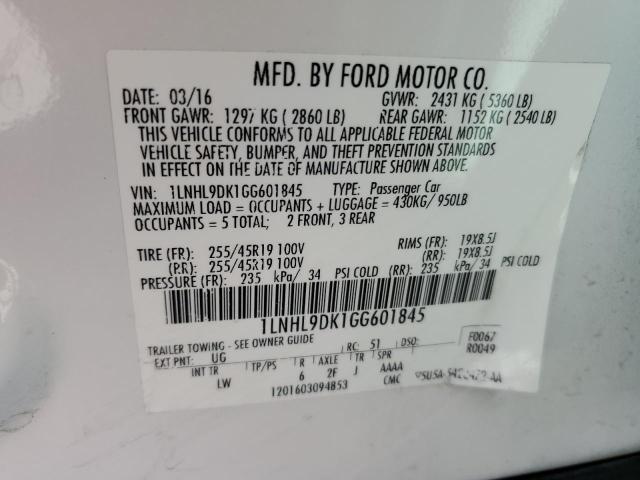 MFD. BY FORD MOTOR CO.
DATE: 03/16 GVWR: 2431 KG ( 5360 LB)
FRONT GAWR: 1297 KG ( 2860 LB) REAR GAWR: 1152 KG ( 2540 LB)
THIS VEHICLE CONFORMS TO ALL APPLICABLE FEDERAL MOTOR
VEHICLE SAFETY, BUMPER, AND THEFT PREVENTION STANDARDS
IN EFFECT ON THE DATE OF MANUFACTURE SHOWN ABOVE.
VIN: 1LNHL9DK1GG601845 TYPE: Passenger Car
MAXIMUM LOAD = OCCUPANTS + LUGGAGE = 430KG/ 950LB
OCCUPANTS = 5 TOTAL; 2 FRONT, 3 REAR
TIRE (FR): 255/45R19 100V RIMS (FR): 19X8.5J
(RR): 255/45R19 100V (RR): 19X8.5J
PRESSURE (FR): 235 kPa/ 34 PSI COLD (RR): 235 kPa/ 34 PSI COLD
1LNHL9DK1GG601845
TRAILER TOWING - SEE OWNER GUIDE F0067
EXT PNT: UG RC: 51 DSO: R0049
INT TR TP/PS R AXLE TR SPR
LW 6 2F J AAAA
1201603094853 CMC